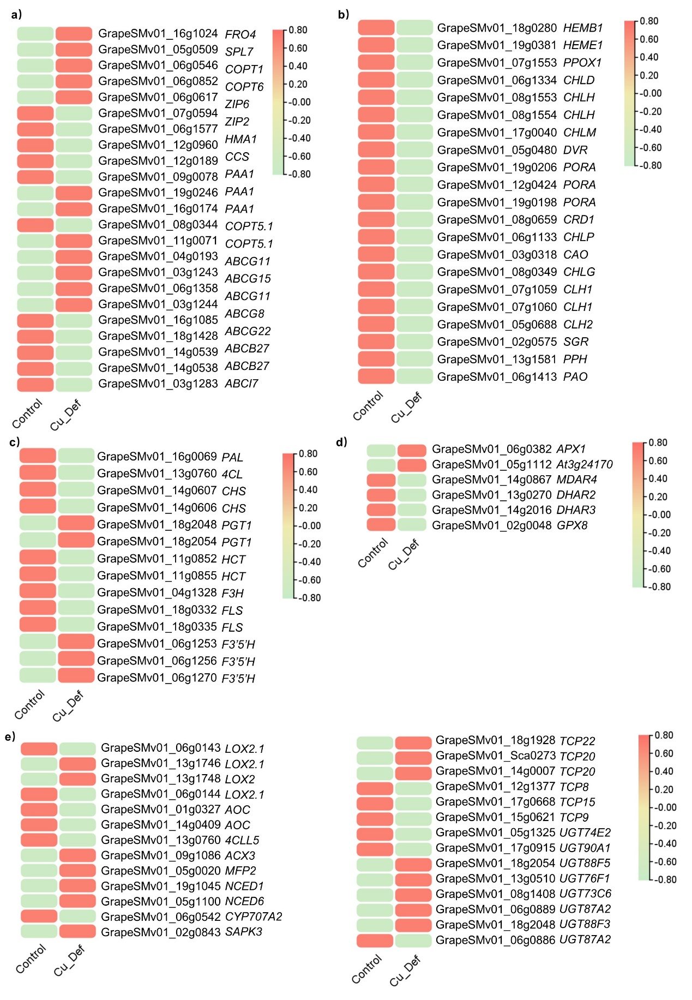 a)
GrapeSMv01_16g1024 FRO4
GrapeSMv01_05g0509 SPL7
GrapeSMv01_06g0546 COPT1
GrapeSMv01_06g0852 COPT6
GrapeSMv01_06g0617 ZIP6
GrapeSMv01_07g0594 ZIP2
GrapeSMv01_06g1577 HMA1
GrapeSMv01_12g0960 CCS
GrapeSMv01_12g0189 PAA1
GrapeSMv01_09g0078 PAA1
GrapeSMv01_19g0246 PAA1
GrapeSMv01_16g0174 COPT5.1
GrapeSMv01_08g0344 COPT5.1
GrapeSMv01_11g0071 ABCG11
GrapeSMv01_04g0193 ABCG15
GrapeSMv01_03g1243 ABCG11
GrapeSMv01_06g1358 ABCG8
GrapeSMv01_03g1244 ABCG22
GrapeSMv01_16g1085 ABCB27
GrapeSMv01_18g1428 ABCB27
GrapeSMv01_14g0539 ABCI7
GrapeSMv01_14g0538
GrapeSMv01_03g1283
Control
Cu_Def
0.80
0.60
0.40
0.20
-0.00
-0.20
-0.40
-0.60
-0.80
b)
GrapeSMv01_18g0280 HEMB1
GrapeSMv01_19g0381 HEME1
GrapeSMv01_07g1553 PPOX1
GrapeSMv01_06g1334 CHLD
GrapeSMv01_08g1553 CHLH
GrapeSMv01_08g1554 CHLH
GrapeSMv01_17g0040 CHLM
GrapeSMv01_05g0480 DVR
GrapeSMv01_19g0206 PORA
GrapeSMv01_12g0424 PORA
GrapeSMv01_19g0198 PORA
GrapeSMv01_08g0659 CRD1
GrapeSMv01_06g1133 CHLP
GrapeSMv01_03g0318 CAO
GrapeSMv01_08g0349 CHLG
GrapeSMv01_07g1059 CLH1
GrapeSMv01_07g1060 CLH1
GrapeSMv01_05g0688 CLH2
GrapeSMv01_02g0575 SGR
GrapeSMv01_13g1581 PPH
GrapeSMv01_06g1413 PAO
Control
Cu_Def
0.80
0.60
0.40
0.20
-0.00
-0.20
-0.40
-0.60
-0.80
c)
GrapeSMv01_16g0069 PAL
GrapeSMv01_13g0760 4CL
GrapeSMv01_14g0607 CHS
GrapeSMv01_14g0606 CHS
GrapeSMv01_18g2048 PGT1
GrapeSMv01_18g2054 PGT1
GrapeSMv01_11g0852 HCT
GrapeSMv01_11g0855 HCT
GrapeSMv01_04g1328 F3H
GrapeSMv01_18g0332 FLS
GrapeSMv01_18g0335 FLS
GrapeSMv01_06g1253 F3’5’H
GrapeSMv01_06g1256 F3’5’H
GrapeSMv01_06g1270 F3’5’H
Control
Cu_Def
0.80
0.60
0.40
0.20
-0.00
-0.20
-0.40
-0.60
-0.80
d)
GrapeSMv01_06g0382 APX1
GrapeSMv01_05g1112 At3g24170
GrapeSMv01_14g0867 MDAR4
GrapeSMv01_13g0270 DHAR2
GrapeSMv01_14g2016 DHAR3
GrapeSMv01_02g0048 GPX8
Control
Cu_Def
0.80
0.60
0.40
0.20
-0.00
-0.20
-0.40
-0.60
-0.80
e)
GrapeSMv01_06g0143 LOX2.1
GrapeSMv01_13g1746 LOX2.1
GrapeSMv01_13g1748 LOX2
GrapeSMv01_06g0144 LOX2.1
GrapeSMv01_01g0327 AOC
GrapeSMv01_14g0409 AOC
GrapeSMv01_13g0760 4CLL5
GrapeSMv01_09g1086 ACX3
GrapeSMv01_05g0020 MFP2
GrapeSMv01_19g1045 NCED1
GrapeSMv01_05g1100 NCED6
GrapeSMv01_06g0542 CYP707A2
GrapeSMv01_02g0843 SAPK3
Control
Cu_Def
GrapeSMv01_18g1928 TCP22
GrapeSMv01_Sca0273 TCP20
GrapeSMv01_14g0007 TCP20
GrapeSMv01_12g1377 TCP8
GrapeSMv01_17g0668 TCP15
GrapeSMv01_15g0621 TCP9
GrapeSMv01_05g1325 UGT74E2
GrapeSMv01_17g0915 UGT90A1
GrapeSMv01_18g2054 UGT88F5
GrapeSMv01_13g0510 UGT76F1
GrapeSMv01_08g1408 UGT73C6
GrapeSMv01_06g0889 UGT87A2
GrapeSMv01_18g2048 UGT88F3
GrapeSMv01_06g0886 UGT87A2
Control
Cu_Def
0.80
0.60
0.40
0.20
-0.00
-0.20
-0.40
-0.60
-0.80